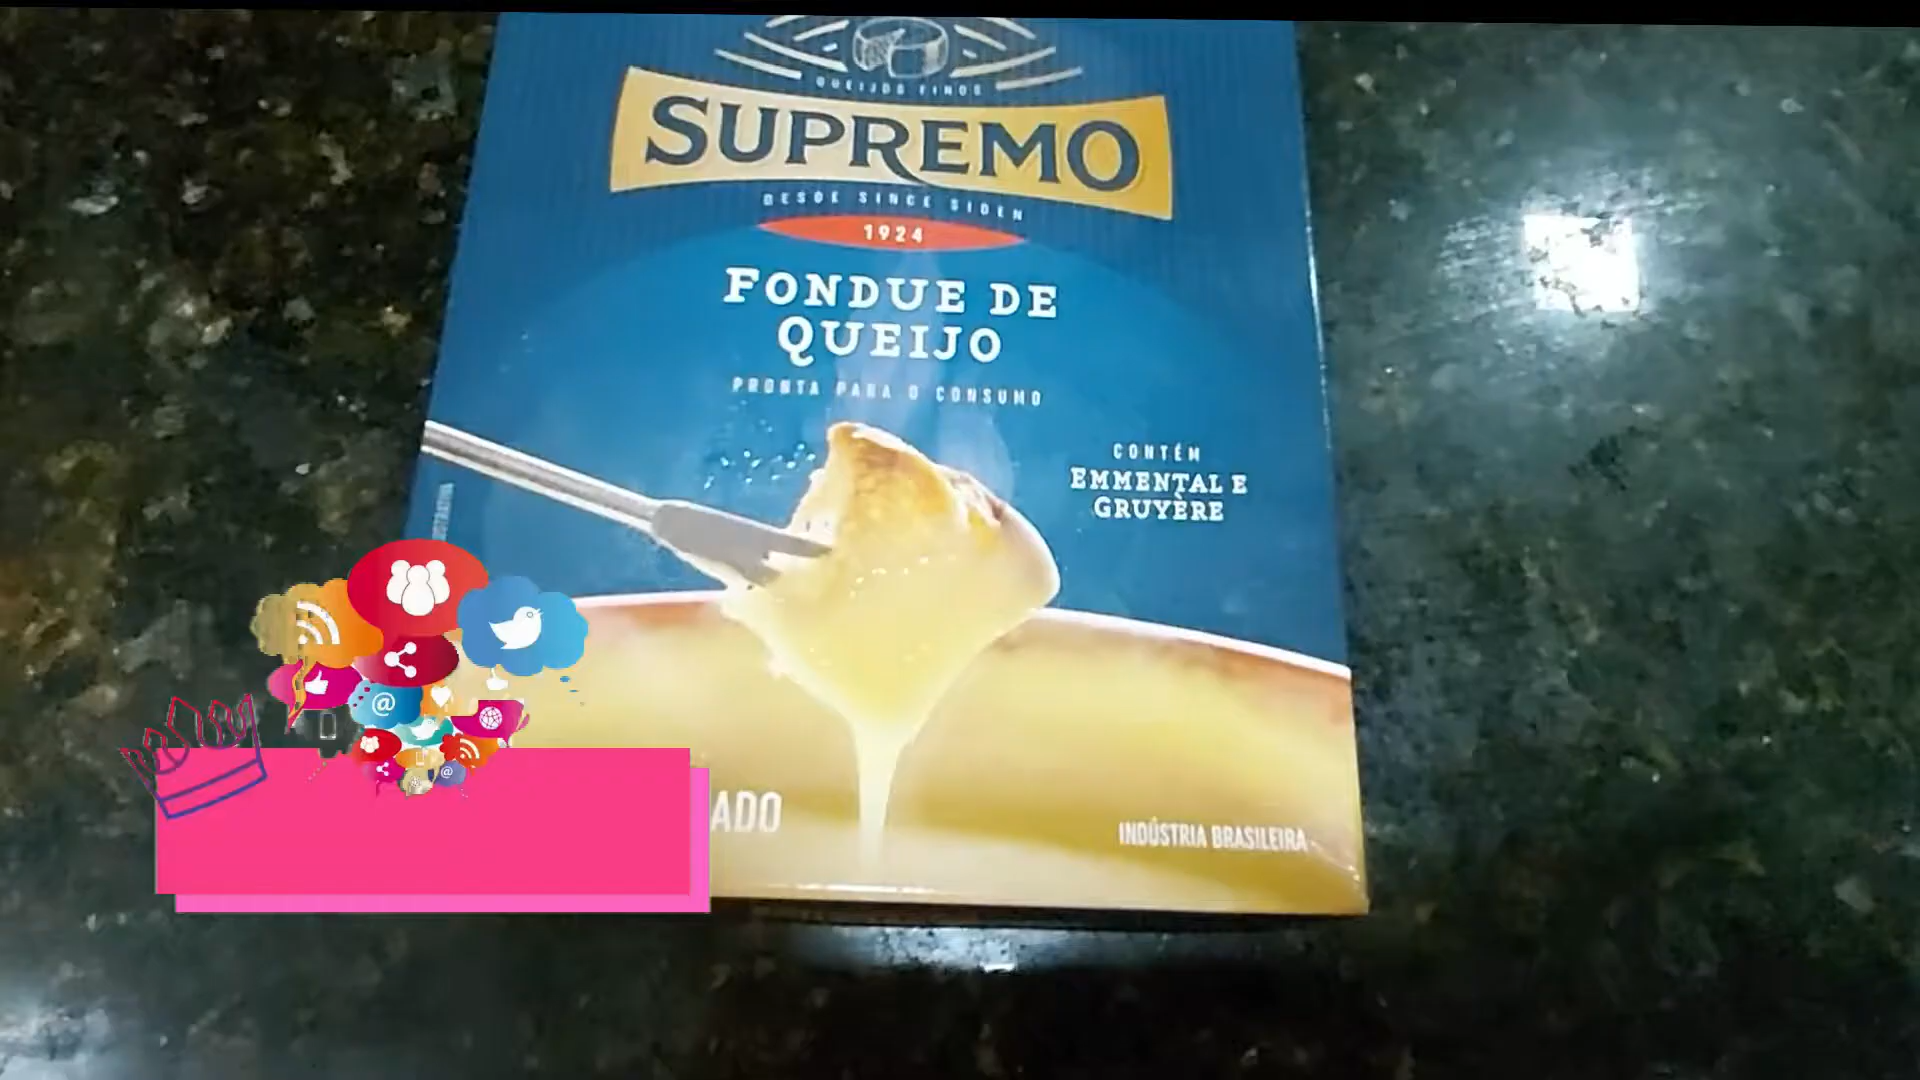 QUEIJOS FINOS
SUPREMO
DESDE SINCE SIDEN
1924
FONDUE DE
QUEIJO
PRONTA PARA O CONSUMO
CONTÉM
EMMENTAL E
GRUYÈRE
ADO
INDÚSTRIA BRASILEIRA